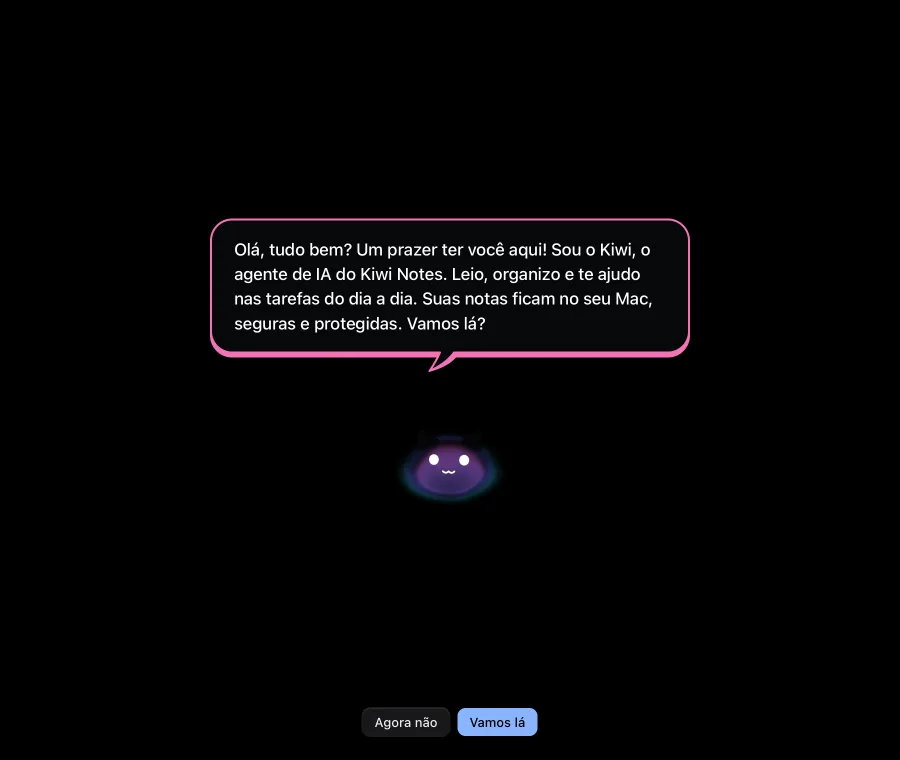 Olá, tudo bem? Um prazer ter você aqui! Sou o Kiwi, o
agente de IA do Kiwi Notes. Leio, organizo e te ajudo
nas tarefas do dia a dia. Suas notas ficam no seu Mac,
seguras e protegidas. Vamos lá?
Agora não
Vamos lá